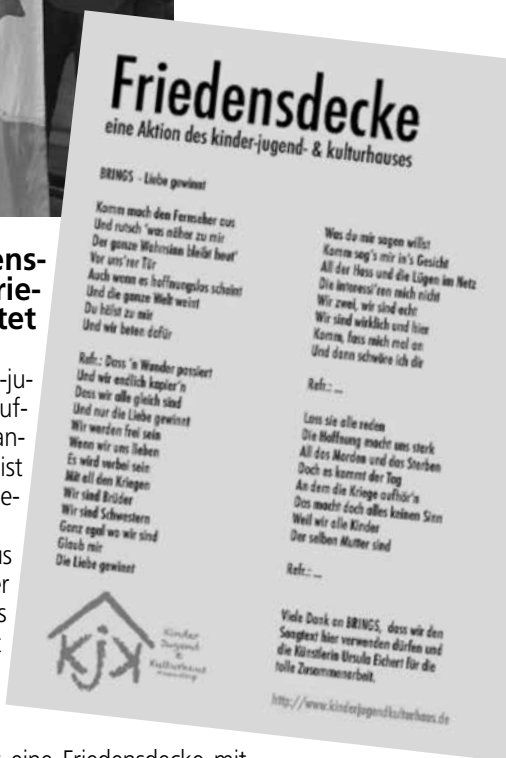 Friedensdecke
eine Aktion des kinder-jugend- & kulturhauses
BRINGS - Liebe gewinnt
Komm mach den Fernseher aus
Und rutsch 'was näher zu mir
Der ganze Wahnsinn bleibt heut'
Vor uns'rer Tür
Auch wenn es hoffnungslos scheint
Und die ganze Welt weint
Du hälst zu mir
Und wir beten dafür
Refr.: Dass 'n Wunder passiert
Und wir endlich kapier'n
Dass wir alle gleich sind
Und nur die Liebe gewinnt
Wir werden frei sein
Wenn wir uns lieben
Es wird vorbei sein
Mit all den Kriegen
Wir sind Brüder
Wir sind Schwestern
Ganz egal wo wir sind
Glaub mir
Die Liebe gewinnt
Was du mir sagen willst
Komm sag's mir in's Gesicht
All der Hass und die Lügen im Netz
Die interessi'ren mich nicht
Wir zwei, wir sind echt
Wir sind wirklich und hier
Komm, fass mich mal an
Und dann schwöre ich dir
Refr.: ...
Lass sie alle reden
Die Hoffnung macht uns stark
All das Morden und das Sterben
Doch es kommt der Tag
An dem die Kriege aufhör'n
Das macht doch alles keinen Sinn
Weil wir alle Kinder
Der selben Mutter sind
Refr.: ...
Viele Dank an BRINGS, dass wir den
Songtext hier verwenden dürfen und
die Künstlerin Ursula Eichert für die
tolle Zusammenarbeit.
http://www.kinderjugendkulturhaus.de
kjk
Kinder
Jugend
&
Kulturhaus
ens-
rie-
tet
-ju-
uf-
an-
ist
e-
us
er
s
eine Friedensdecke mit